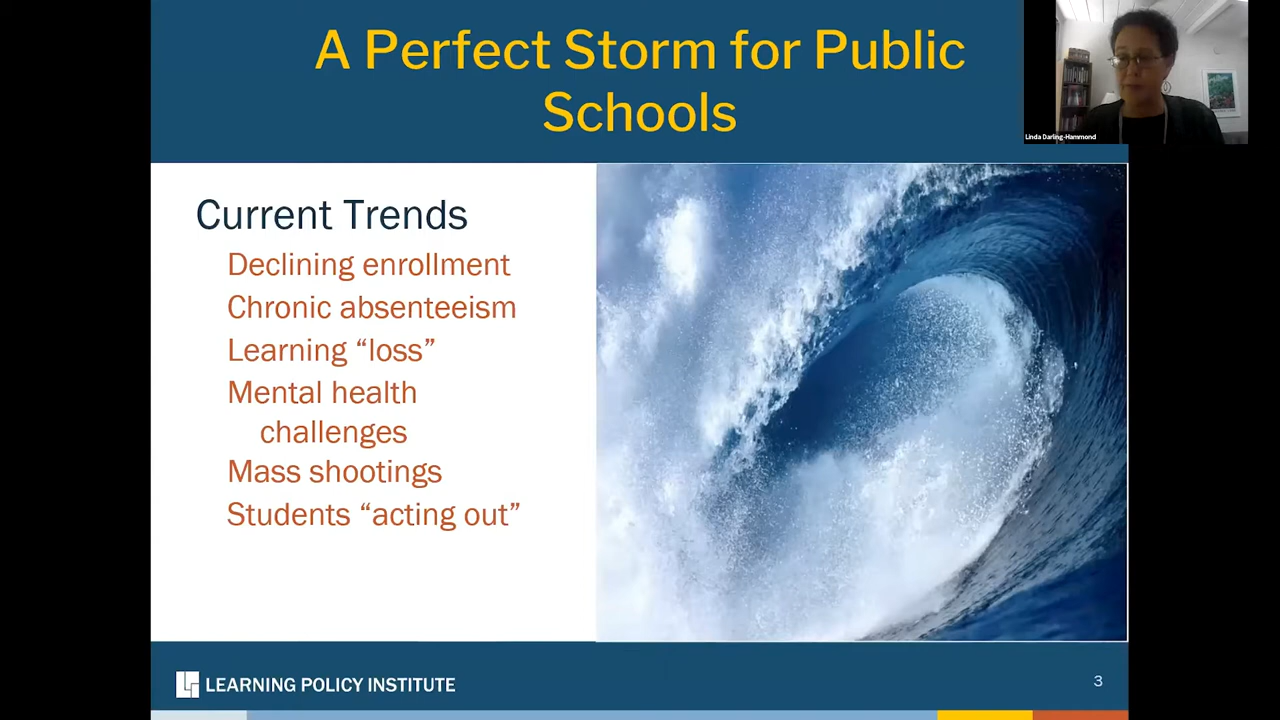 A Perfect Storm for Public
Schools
Linda Darling-Hammond
Current Trends
Declining enrollment
Chronic absenteeism
Learning “loss”
Mental health
challenges
Mass shootings
Students “acting out”
LEARNING POLICY INSTITUTE
3